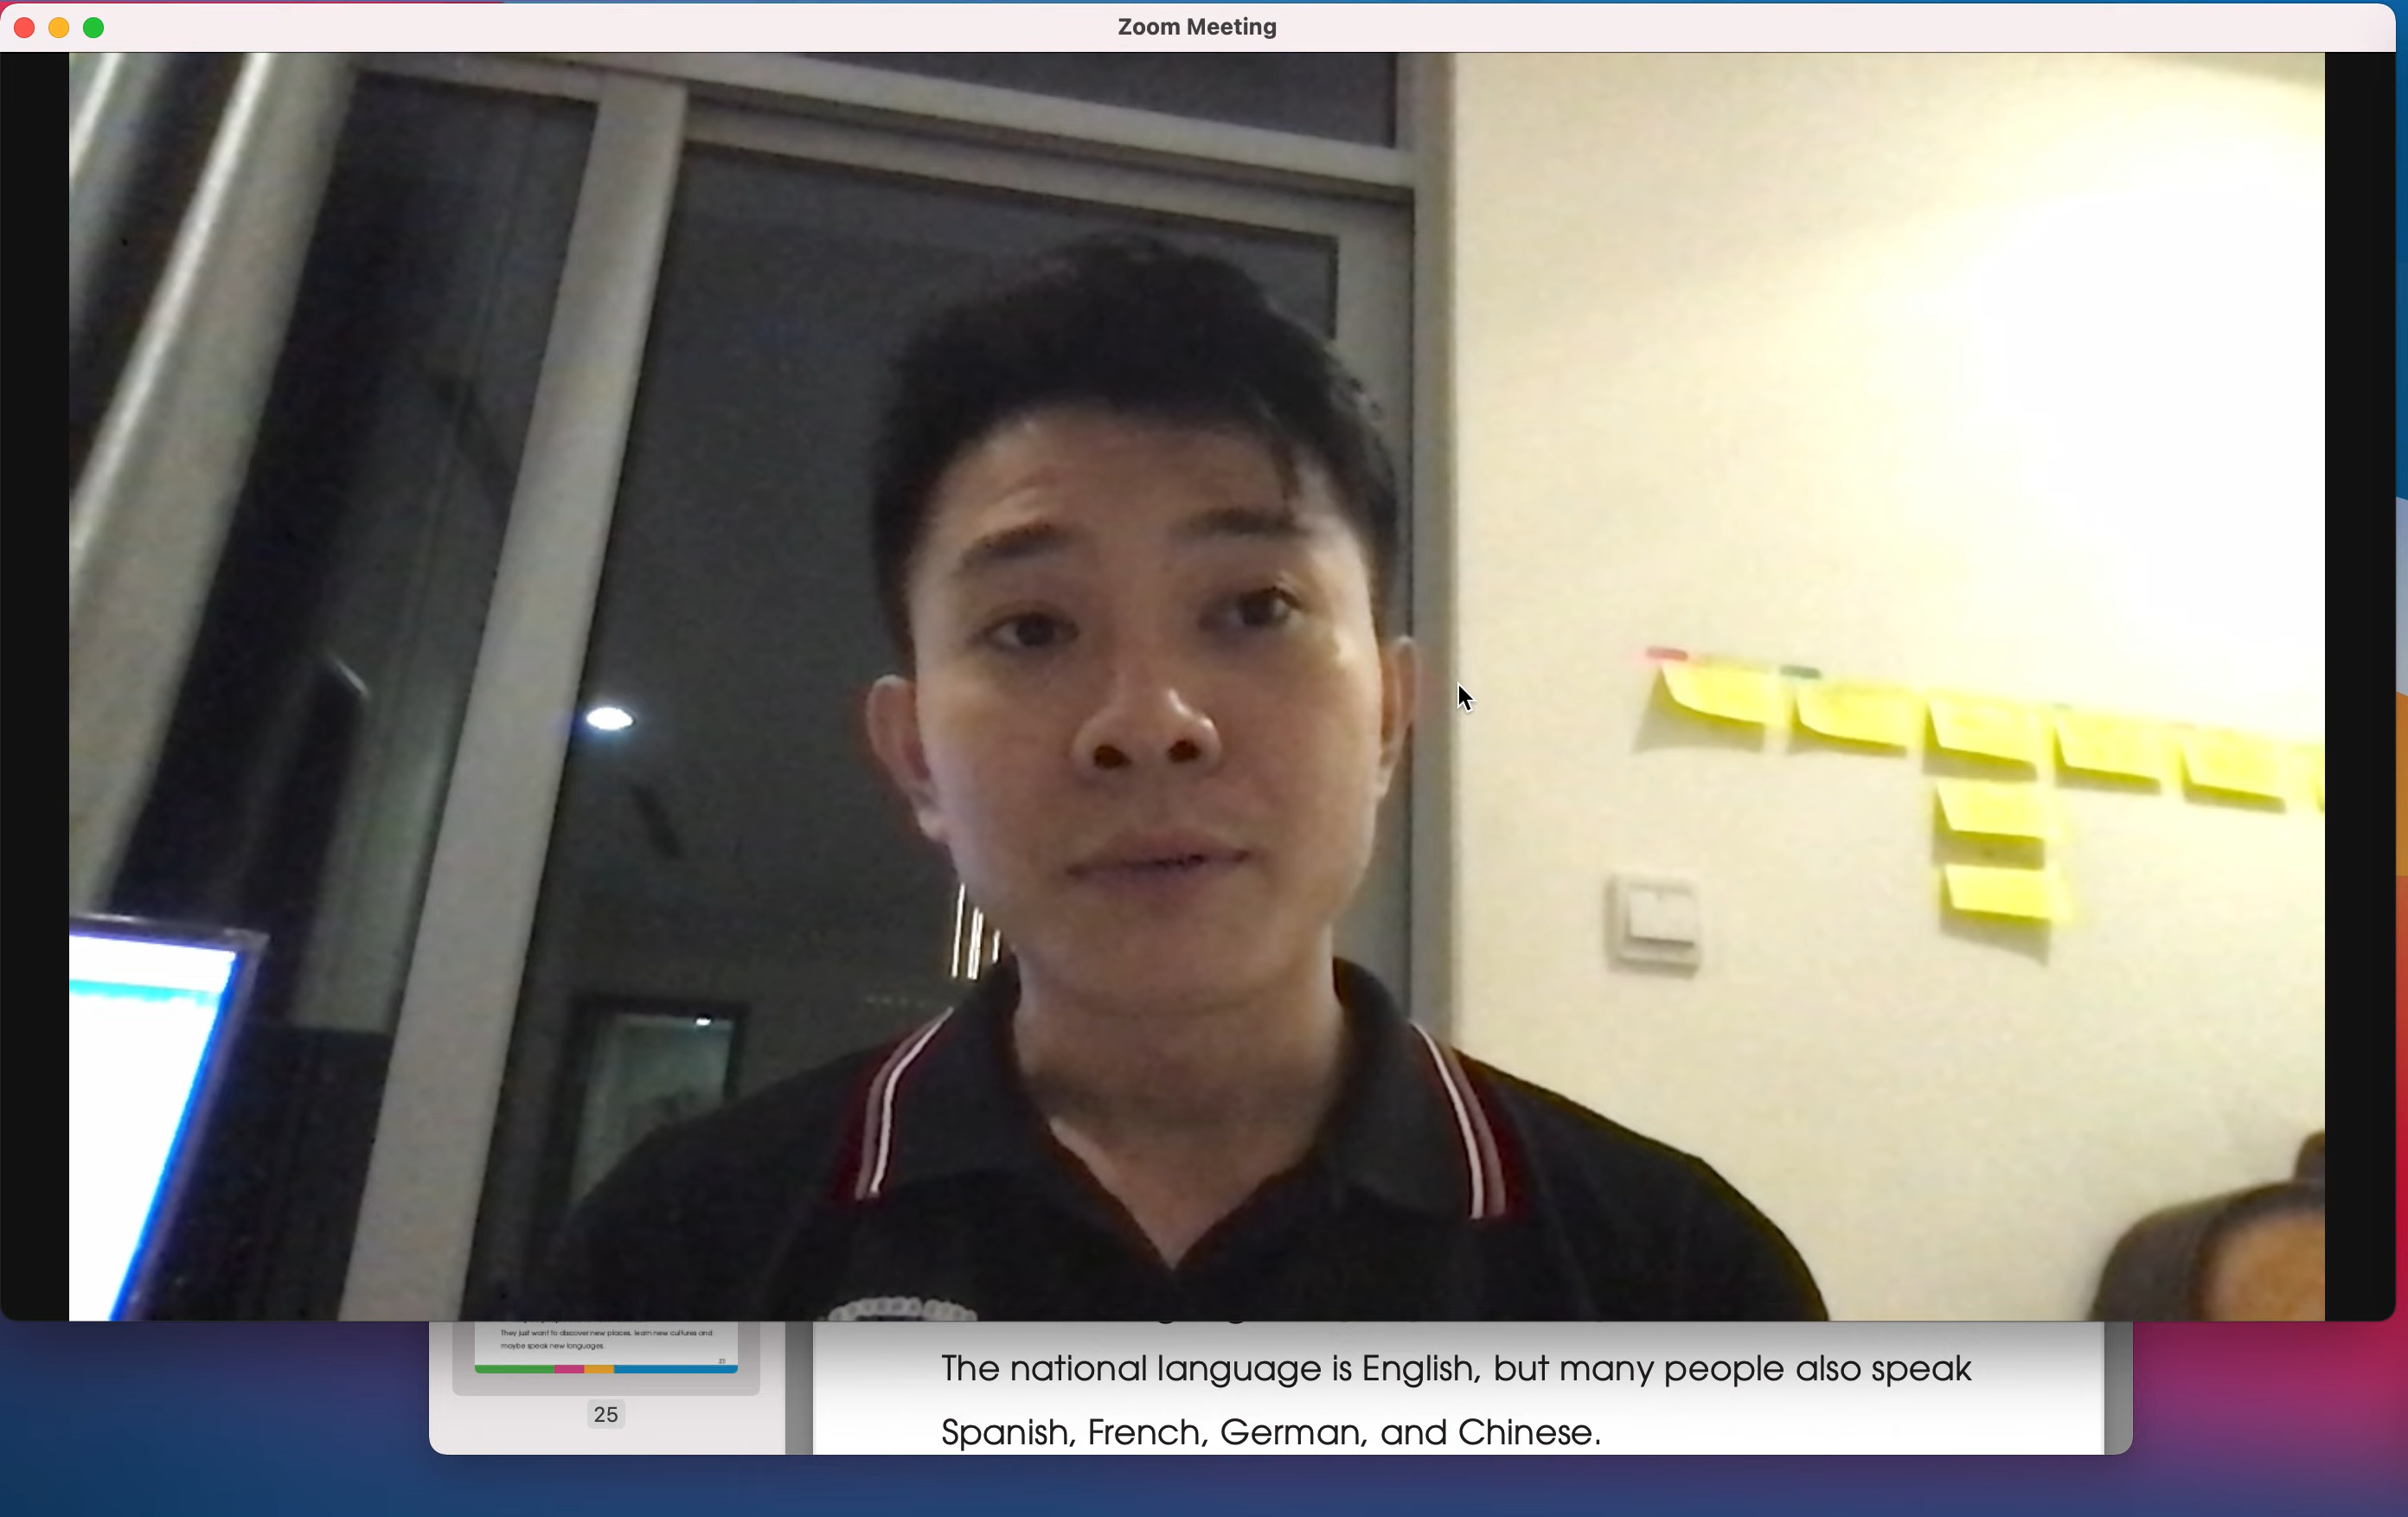 Zoom Meeting
They just want to discover new places, learn new cultures and
maybe speak new languages.
25
The national language is English, but many people also speak
Spanish, French, German, and Chinese.